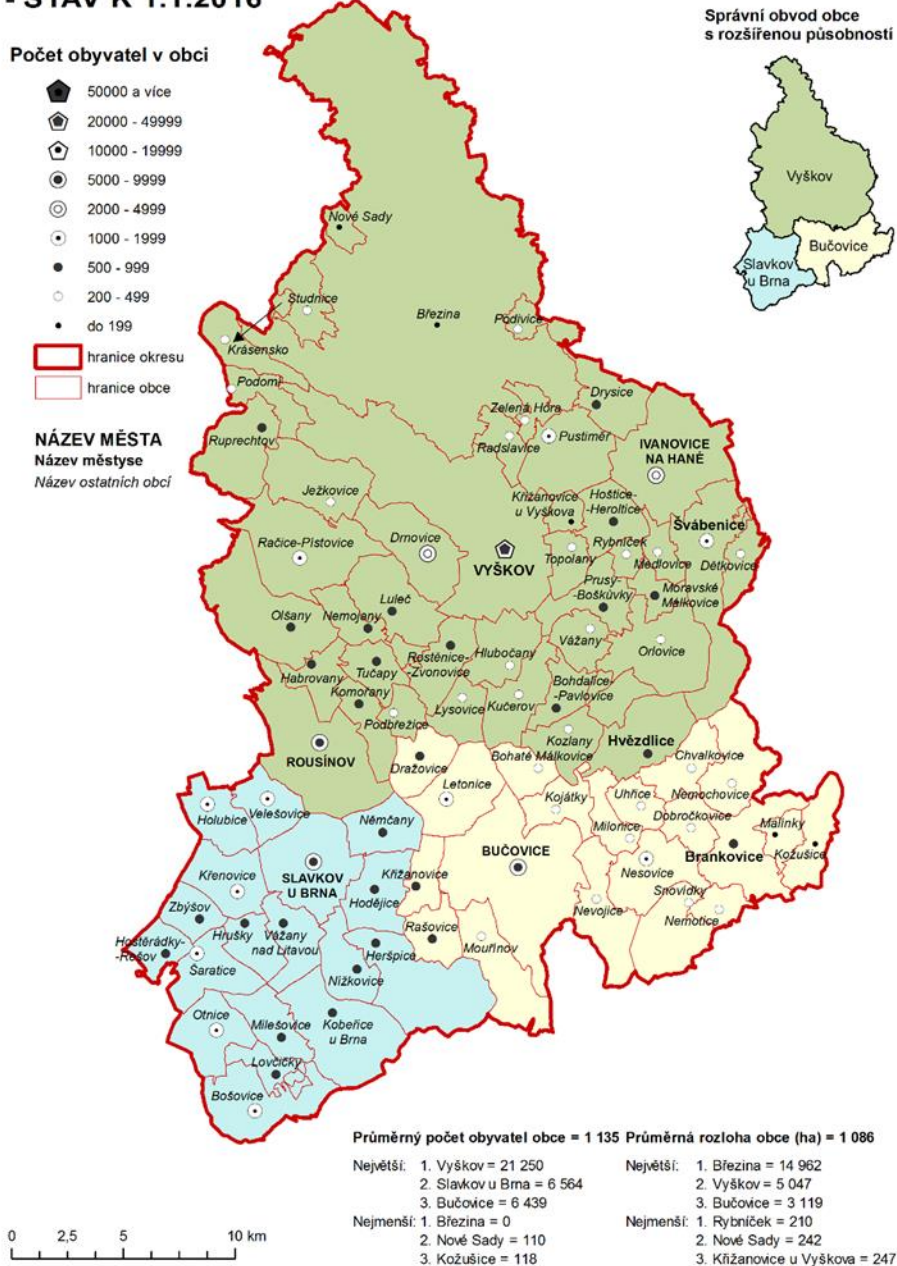 - STAV K 1.1.2016
Počet obyvatel v obci
50000 a více
20000 - 49999
10000 - 19999
5000 - 9999
2000 - 4999
1000 - 1999
500 - 999
200 - 499
do 199
hranice okresu
hranice obce
NÁZEV MĚSTA
Název městyse
Název ostatních obcí
Správní obvod obce
s rozšířenou působností
Vyškov
Bučovice
Slavkov
u Brna
Nové Sady
Studnice
Březina
Podivice
Krásensko
Podomí
Drysice
Zelená Hora
Ruprechtov
Radslavice
Pustiměř
IVANOVICE
NA HANÉ
Ježkovice
Křižanovice
u Vyškova
Hoštice-
-Heroltice
Švábenice
Račice-Pístovice
Drnovice
VYŠKOV
Topolany
Rybníček
Medlovice
Dětkovice
Prusy-
-Boškůvky
Moravské
Málkovice
Luleč
Olšany
Nemojany
Vážany
Orlovice
Rostěnice-
-Zvonovice
Hlubočany
Habrovany
Tučapy
Komořany
Bohdalice-
-Pavlovice
Podbřežice
Lysovice
Kučerov
Kozlany
Hvězdlice
ROUSÍNOV
Dražovice
Bohaté Málkovice
Chvalkovice
Letonice
Kojátky
Uhřice
Nemochovice
Holubice
Velešovice
Němčany
Milonice
Dobročkovice
Malínky
BUČOVICE
Brankovice
Kožušice
SLAVKOV
U BRNA
Křenovice
Křižanovice
Hodějice
Nesovice
Snovídky
Nevojice
Nemotice
Zbýšov
Hrušky
Vážany
nad Litavou
Rašovice
Mouřínov
Hostěrádky-
-Rešov
Šaratice
Heršpice
Nížkovice
Otnice
Milešovice
Kobeřice
u Brna
Lovčičky
Bošovice
Průměrný počet obyvatel obce = 1 135 Průměrná rozloha obce (ha) = 1 086
Největší: 1. Vyškov = 21 250
2. Slavkov u Brna = 6 564
3. Bučovice = 6 439
Nejmenší: 1. Březina = 0
2. Nové Sady = 110
3. Kožušice = 118
Největší: 1. Březina = 14 962
2. Vyškov = 5 047
3. Bučovice = 3 119
Nejmenší: 1. Rybníček = 210
2. Nové Sady = 242
3. Křižanovice u Vyškova = 247
0 2,5 5 10 km